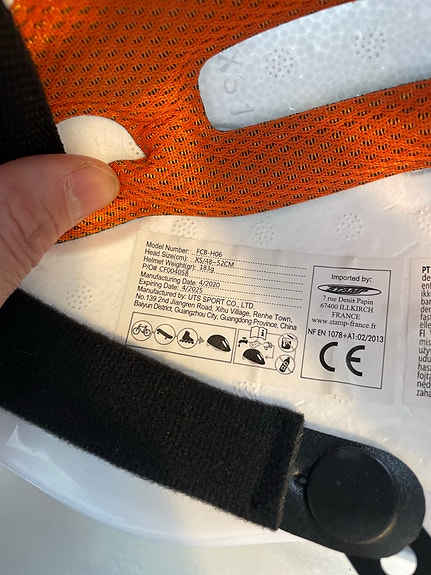 Model Number: FCB-H06
Head Size(cm): XS/48-52CM
Helmet Weight(gr): 183g
P/O# CF004058
Manufacturing Date: 4/2020
Expiring Date: 4/2025
Manufactured by: UTS SPORT CO., LTD.
No.139 2nd Jiangren Road, Xihu Village, Renhe Town,
Baiyun District, Guangzhou City, Guangdong Province, China
Imported by:
STAMP
7 rue Denis Papin
67400 ILLKIRCH
FRANCE
www.stamp-france.fr
NF EN 1078+A1:02/2013
CE
PT
FI